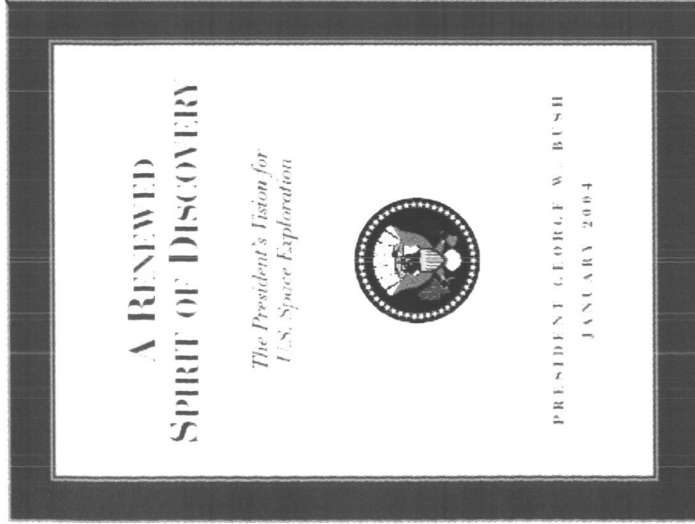 A RENEWED
SPIRIT OF DISCOVERY
The President's Vision for
U.S. Space Exploration
PRESIDENT GEORGE W. BUSH
JANUARY 2004